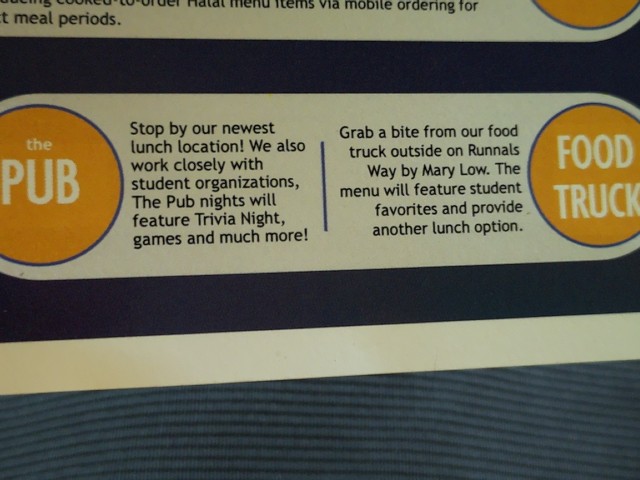 cooked-to-order Halal menu items via mobile ordering for
meal periods.
the
PUB
Stop by our newest
lunch location! We also
work closely with
student organizations,
The Pub nights will
feature Trivia Night,
games and much more!
Grab a bite from our food
truck outside on Runnals
Way by Mary Low. The
menu will feature student
favorites and provide
another lunch option.
FOOD
TRUCK